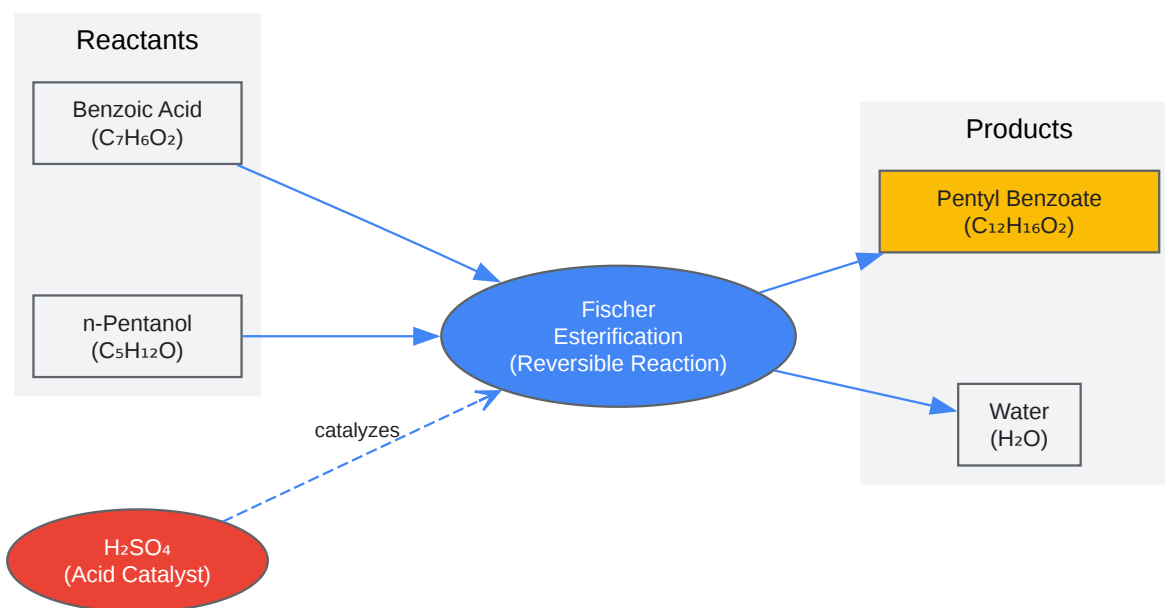 Reactants
Benzoic Acid
(C₇H₆O₂)
n-Pentanol
(C₅H₁₂O)
catalyzes
H₂SO₄
(Acid Catalyst)
Fischer
Esterification
(Reversible Reaction)
Products
Pentyl Benzoate
(C₁₂H₁₆O₂)
Water
(H₂O)